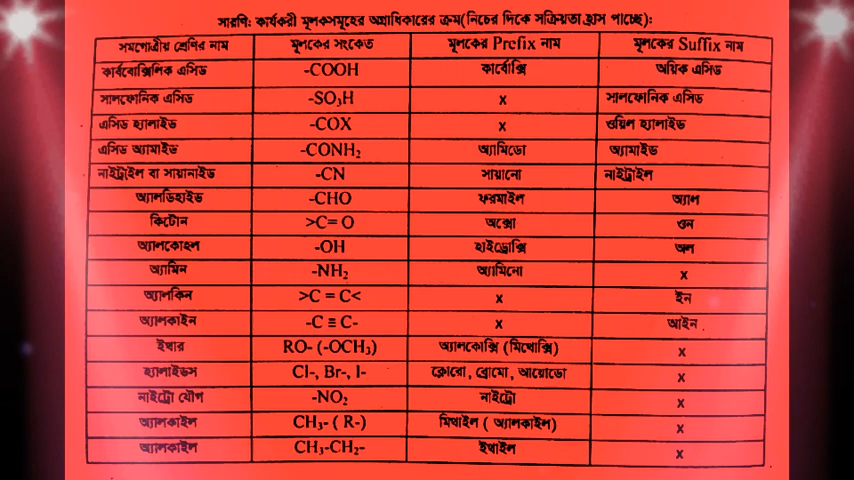 সারণি: কার্যকরী মূলকসমূহের অগ্রাধিকারের ক্রম(নিচের দিকে সক্রিয়তা হ্রাস পাচ্ছে):
সমগোত্রীয় শ্রেণির নাম মূলকের সংকেত মূলকের Prefix নাম মূলকের Suffix নাম
কার্ববোক্সিলিক এসিড -COOH কার্বোক্সি অয়িক এসিড
সালফোনিক এসিড -SO₃H x সালফোনিক এসিড
এসিড হ্যালাইড -COX x ওয়িল হ্যালাইড
এসিড অ্যামাইড -CONH₂ অ্যামিডো অ্যামাইড
নাইট্রাইল বা সায়ানাইড -CN সায়ানো নাইট্রাইল
অ্যালডিহাইড -CHO ফরমাইল অ্যাল
কিটোন >C= O অক্সো ওন
অ্যালকোহল -OH হাইড্রোক্সি অল
অ্যামিন -NH₂ অ্যামিনো x
অ্যালকিন >C = C< x ইন
অ্যালকাইন -C ≡ C- x আইন
ইথার RO- (-OCH₃) অ্যালকোক্সি (মিথোক্সি) x
হ্যালাইডস Cl-, Br-, I- ক্লোরো, ব্রোমো, আয়োডো x
নাইট্রো যৌগ -NO₂ নাইট্রো x
অ্যালকাইল CH₃- ( R-) মিথাইল ( অ্যালকাইল) x
অ্যালকাইল CH₃-CH₂- ইথাইল x